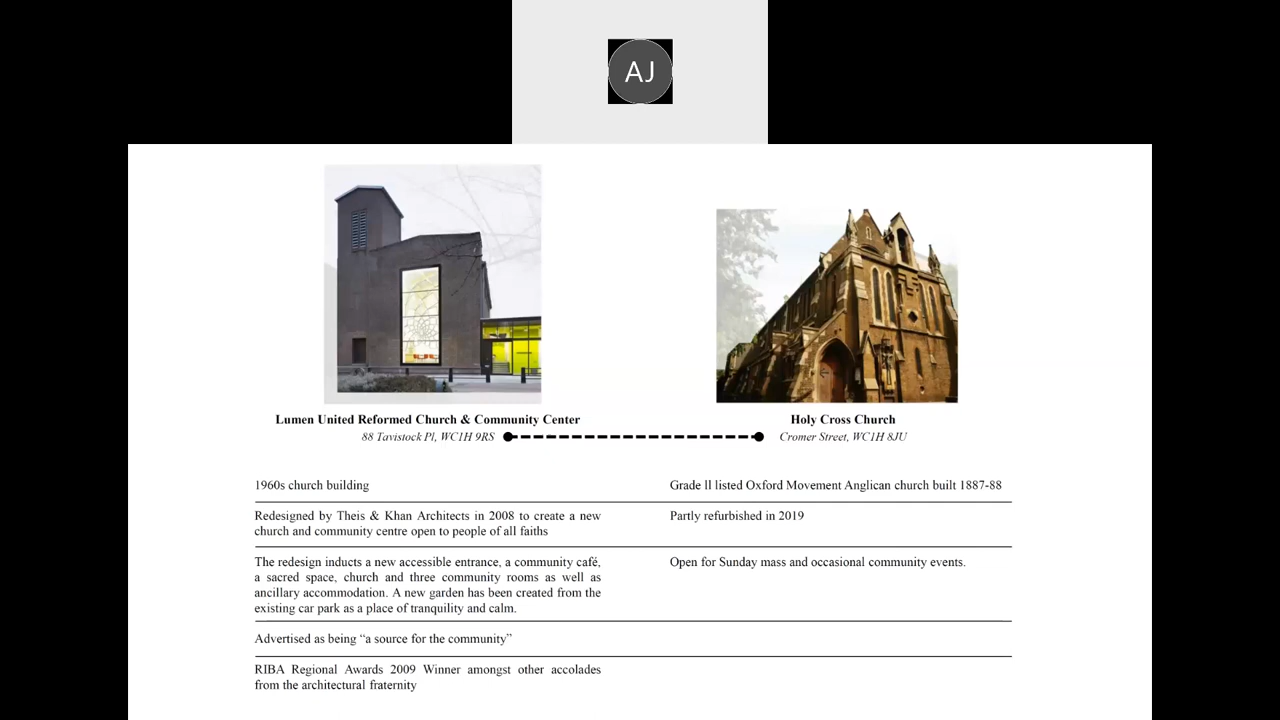 AJ
Lumen United Reformed Church & Community Center
88 Tavistock Pl, WC1H 9RS
Holy Cross Church
Cromer Street, WC1H 8JU
1960s church building
Grade ll listed Oxford Movement Anglican church built 1887-88
Redesigned by Theis & Khan Architects in 2008 to create a new
church and community centre open to people of all faiths
Partly refurbished in 2019
The redesign inducts a new accessible entrance, a community café,
a sacred space, church and three community rooms as well as
ancillary accommodation. A new garden has been created from the
existing car park as a place of tranquility and calm.
Open for Sunday mass and occasional community events.
Advertised as being “a source for the community”
RIBA Regional Awards 2009 Winner amongst other accolades
from the architectural fraternity